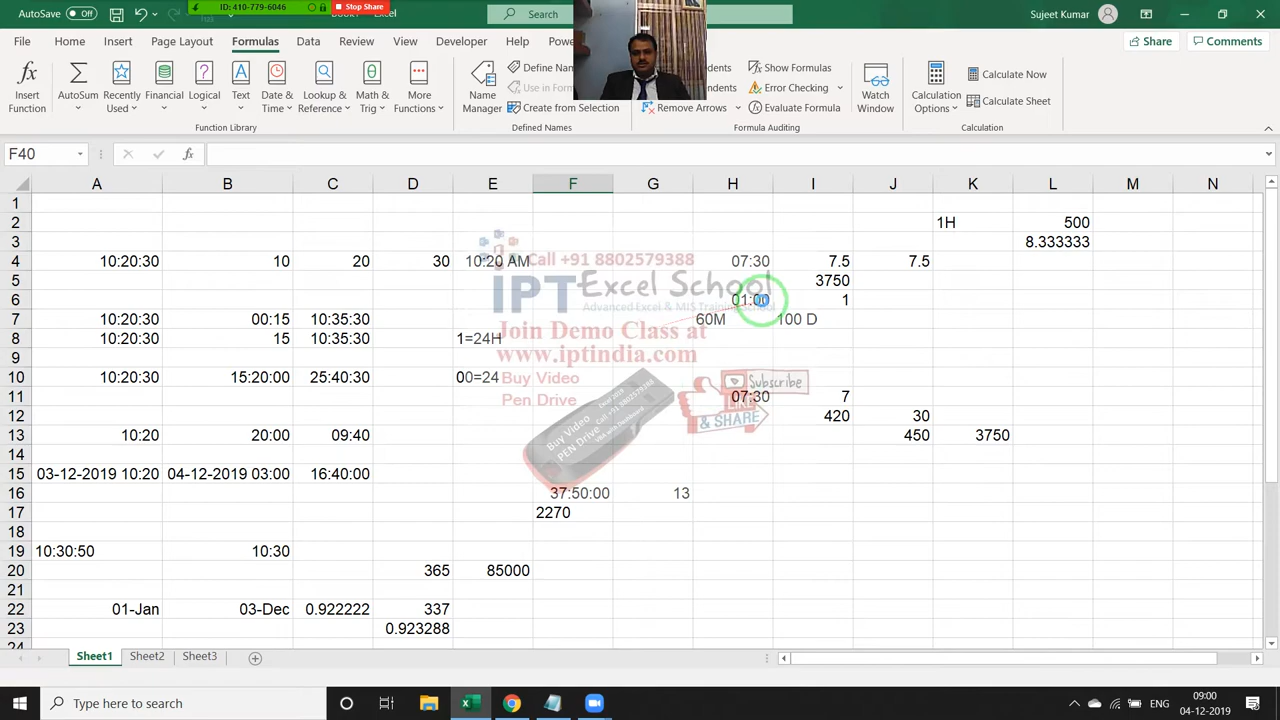 AutoSave Off
ID: 410-779-6046
Stop Share
Excel
Search
Sujeet Kumar
File Home Insert Page Layout Formulas Data Review View Developer Help
Share Comments
Insert Function
AutoSum
Recently Used
Financial
Logical
Text
Date & Time
Lookup & Reference
Math & Trig
More Functions
Function Library
Name Manager
Create from Selection
Defined Names
Remove Arrows
Show Formulas
Error Checking
Evaluate Formula
Formula Auditing
Watch Window
Calculation Options
Calculate Now
Calculate Sheet
Calculation
F40
fx
A B C D E F G H I J K L M N
1
2 1H 500
3 8.333333
4 10:20:30 10 20 30 10:20 AM 07:30 7.5 7.5
5 3750
6 01:00 1
7 10:20:30 00:15 10:35:30 60M 100 D
8 10:20:30 15 10:35:30 1=24H
9
10 10:20:30 15:20:00 25:40:30 00=24
11 07:30 7
12 420 30
13 10:20 20:00 09:40 450 3750
14
15 03-12-2019 10:20 04-12-2019 03:00 16:40:00
16 37:50:00 13
17 2270
18
19 10:30:50 10:30
20 365 85000
21
22 01-Jan 03-Dec 0.922222 337
23 0.923288
24
Call +91 8802579388
IPT Excel School
Advanced Excel & MIS Training School
Join Demo Class at
www.iptindia.com
Buy Video
Pen Drive
Subscribe
LIKE
& SHARE
Buy Video
PEN Drive
Sheet1 Sheet2 Sheet3
Type here to search
ENG
09:00
04-12-2019